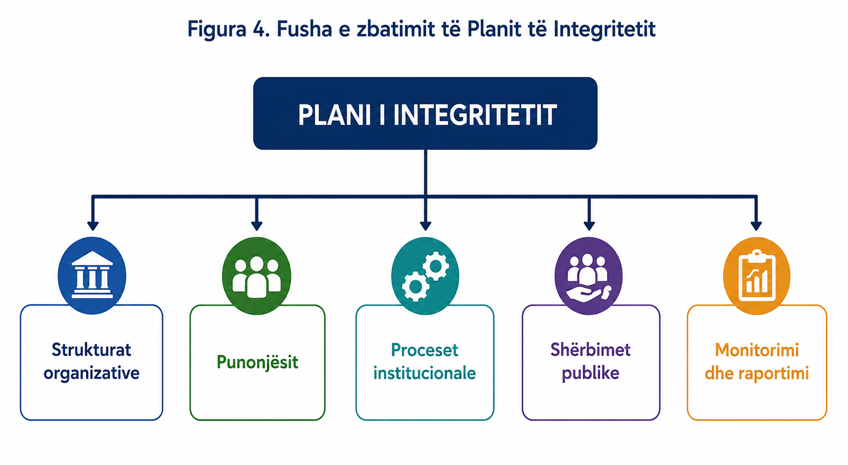 Figura 4. Fusha e zbatimit të Planit të Integritetit
PLANI I INTEGRITETIT
Strukturat
organizative
Punonjësit
Proceset
institucionale
Shërbimet
publike
Monitorimi
dhe raportimi